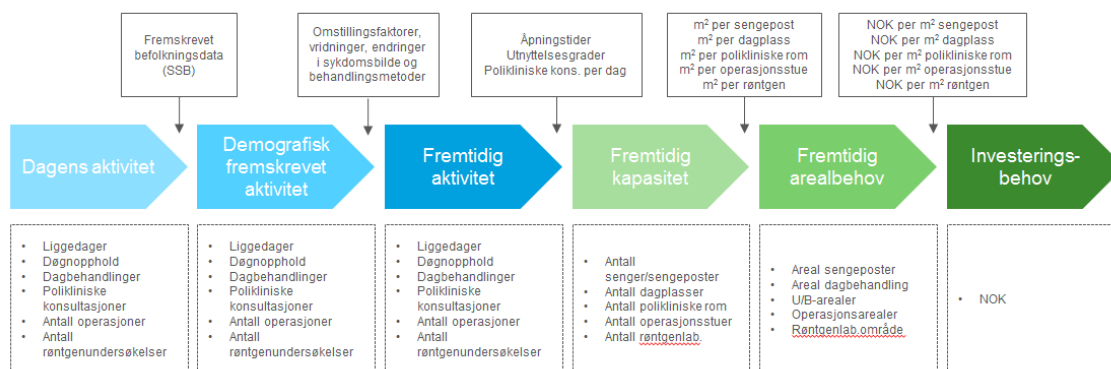 Fremskrevet
befolkningsdata
(SSB)
Omstillingsfaktorer,
vridninger, endringer
i sykdomsbilde og
behandlingsmetoder
Åpningstider
Utnyttelsesgrader
Polikliniske kons. per dag
m² per sengepost
m² per dagplass
m² per polikliniske rom
m² per operasjonsstue
m² per røntgen
NOK per m² sengepost
NOK per m² dagplass
NOK per m² polikliniske rom
NOK per m² operasjonsstue
NOK per m² røntgen
Dagens aktivitet
Demografisk
fremskrevet
aktivitet
Fremtidig
aktivitet
Fremtidig
kapasitet
Fremtidig
arealbehov
Investerings-
behov
• Liggedager
• Døgnopphold
• Dagbehandlinger
• Polikliniske
konsultasjoner
• Antall operasjoner
• Antall
røntgenundersøkelser
• Liggedager
• Døgnopphold
• Dagbehandlinger
• Polikliniske
konsultasjoner
• Antall operasjoner
• Antall
røntgenundersøkelser
• Liggedager
• Døgnopphold
• Dagbehandlinger
• Polikliniske
konsultasjoner
• Antall operasjoner
• Antall
røntgenundersøkelser
• Antall
senger/sengeposter
• Antall dagplasser
• Antall polikliniske rom
• Antall operasjonsstuer
• Antall røntgenlab.
• Areal sengeposter
• Areal dagbehandling
• U/B-arealer
• Operasjonsarealer
• Røntgenlab.område
• NOK